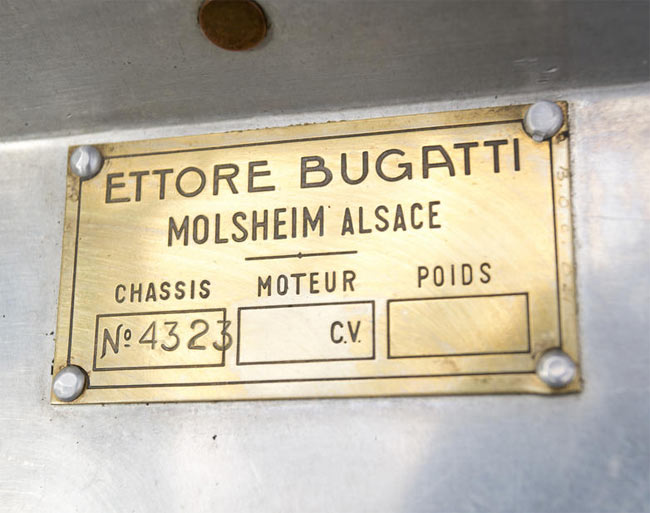 ETTORE BUGATTI
MOLSHEIM ALSACE
CHASSIS MOTEUR POIDS
Nº 4323 C.V.